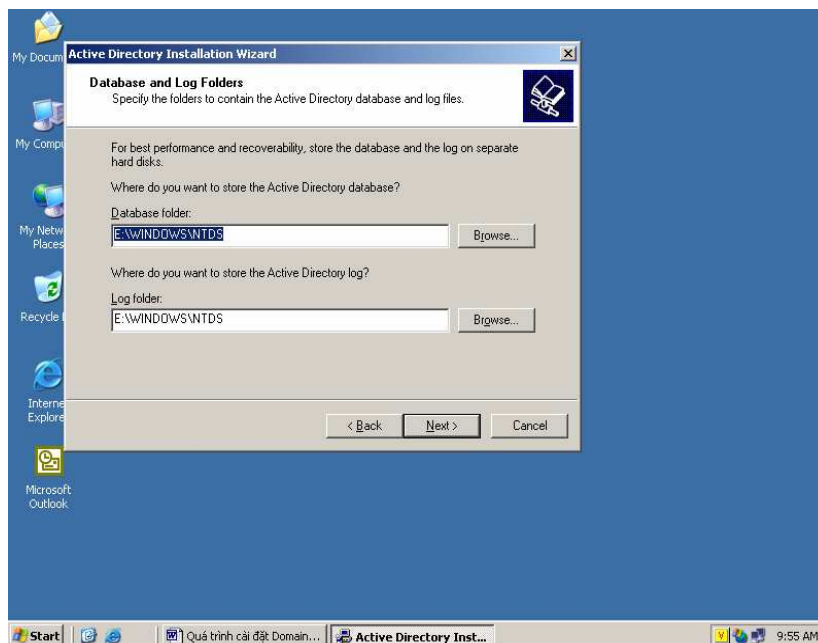 My Docum
Active Directory Installation Wizard
Database and Log Folders
Specify the folders to contain the Active Directory database and log files.
My Compu
For best performance and recoverability, store the database and the log on separate
hard disks.
Where do you want to store the Active Directory database?
Database folder:
E:\WINDOWS\NTDS
Browse...
My Netw
Places
Where do you want to store the Active Directory log?
Log folder:
E:\WINDOWS\NTDS
Browse...
Recycle
Interne
Explore
< Back
Next >
Cancel
Microsoft
Outlook
Start
Quá trình cài đặt Domain...
Active Directory Inst...
9:55 AM